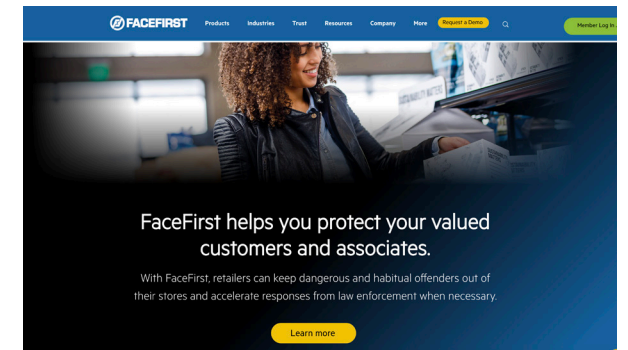 FACEFIRST Products Industries Trust Resources Company More Request a Demo Member Log In
FaceFirst helps you protect your valued
customers and associates.
With FaceFirst, retailers can keep dangerous and habitual offenders out of
their stores and accelerate responses from law enforcement when necessary.
Learn more